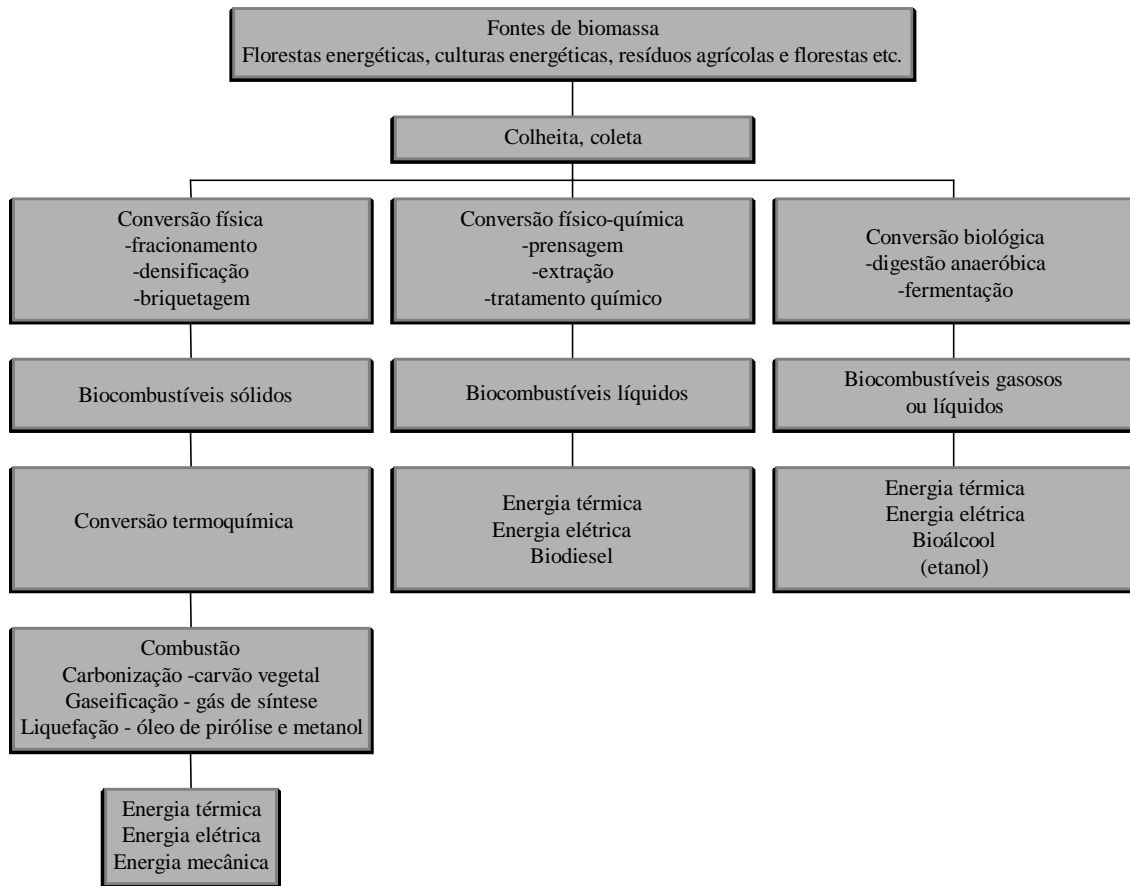 Fontes de biomassa
Florestas energéticas, culturas energéticas, resíduos agrícolas e florestas etc.
Colheita, coleta
Conversão física
-fracionamento
-densificação
-briquetagem
Conversão físico-química
-prensagem
-extração
-tratamento químico
Conversão biológica
-digestão anaeróbica
-fermentação
Biocombustíveis sólidos
Biocombustíveis líquidos
Biocombustíveis gasosos
ou líquidos
Conversão termoquímica
Energia térmica
Energia elétrica
Biodiesel
Energia térmica
Energia elétrica
Bioálcool
(etanol)
Combustão
Carbonização -carvão vegetal
Gaseificação - gás de síntese
Liquefação - óleo de pirólise e metanol
Energia térmica
Energia elétrica
Energia mecânica